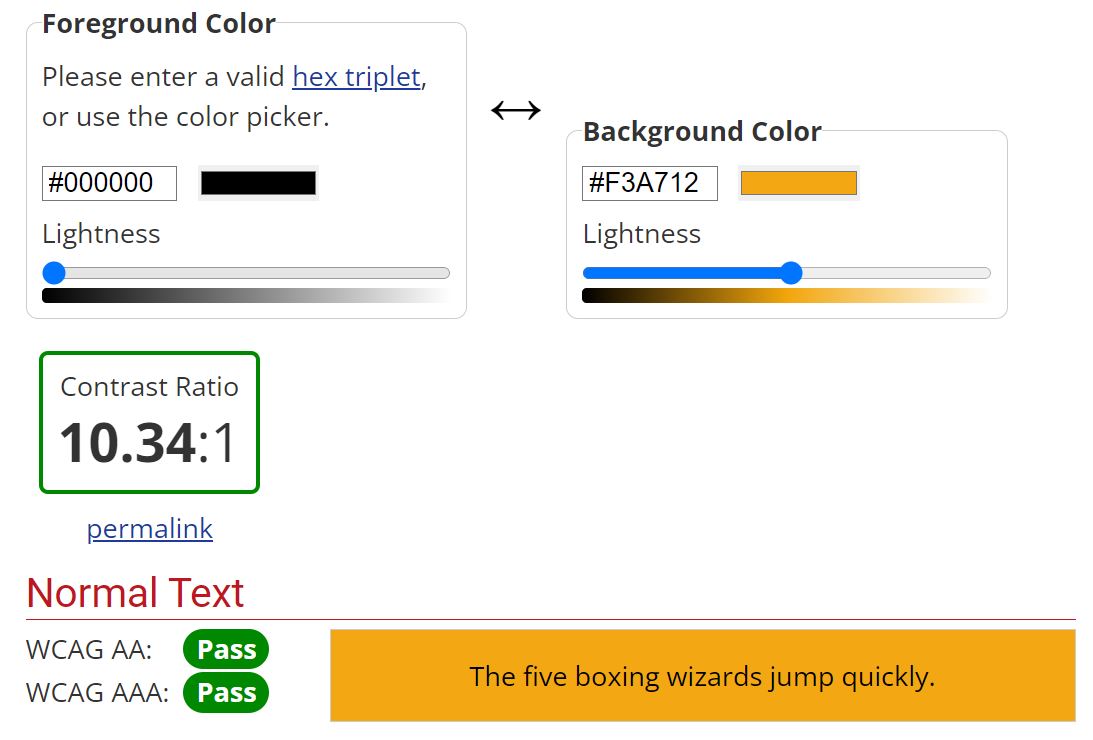 Foreground Color
Please enter a valid hex triplet,
or use the color picker.
#000000
Lightness
Background Color
#F3A712
Lightness
Contrast Ratio
10.34:1
permalink
Normal Text
WCAG AA: Pass
WCAG AAA: Pass
The five boxing wizards jump quickly.